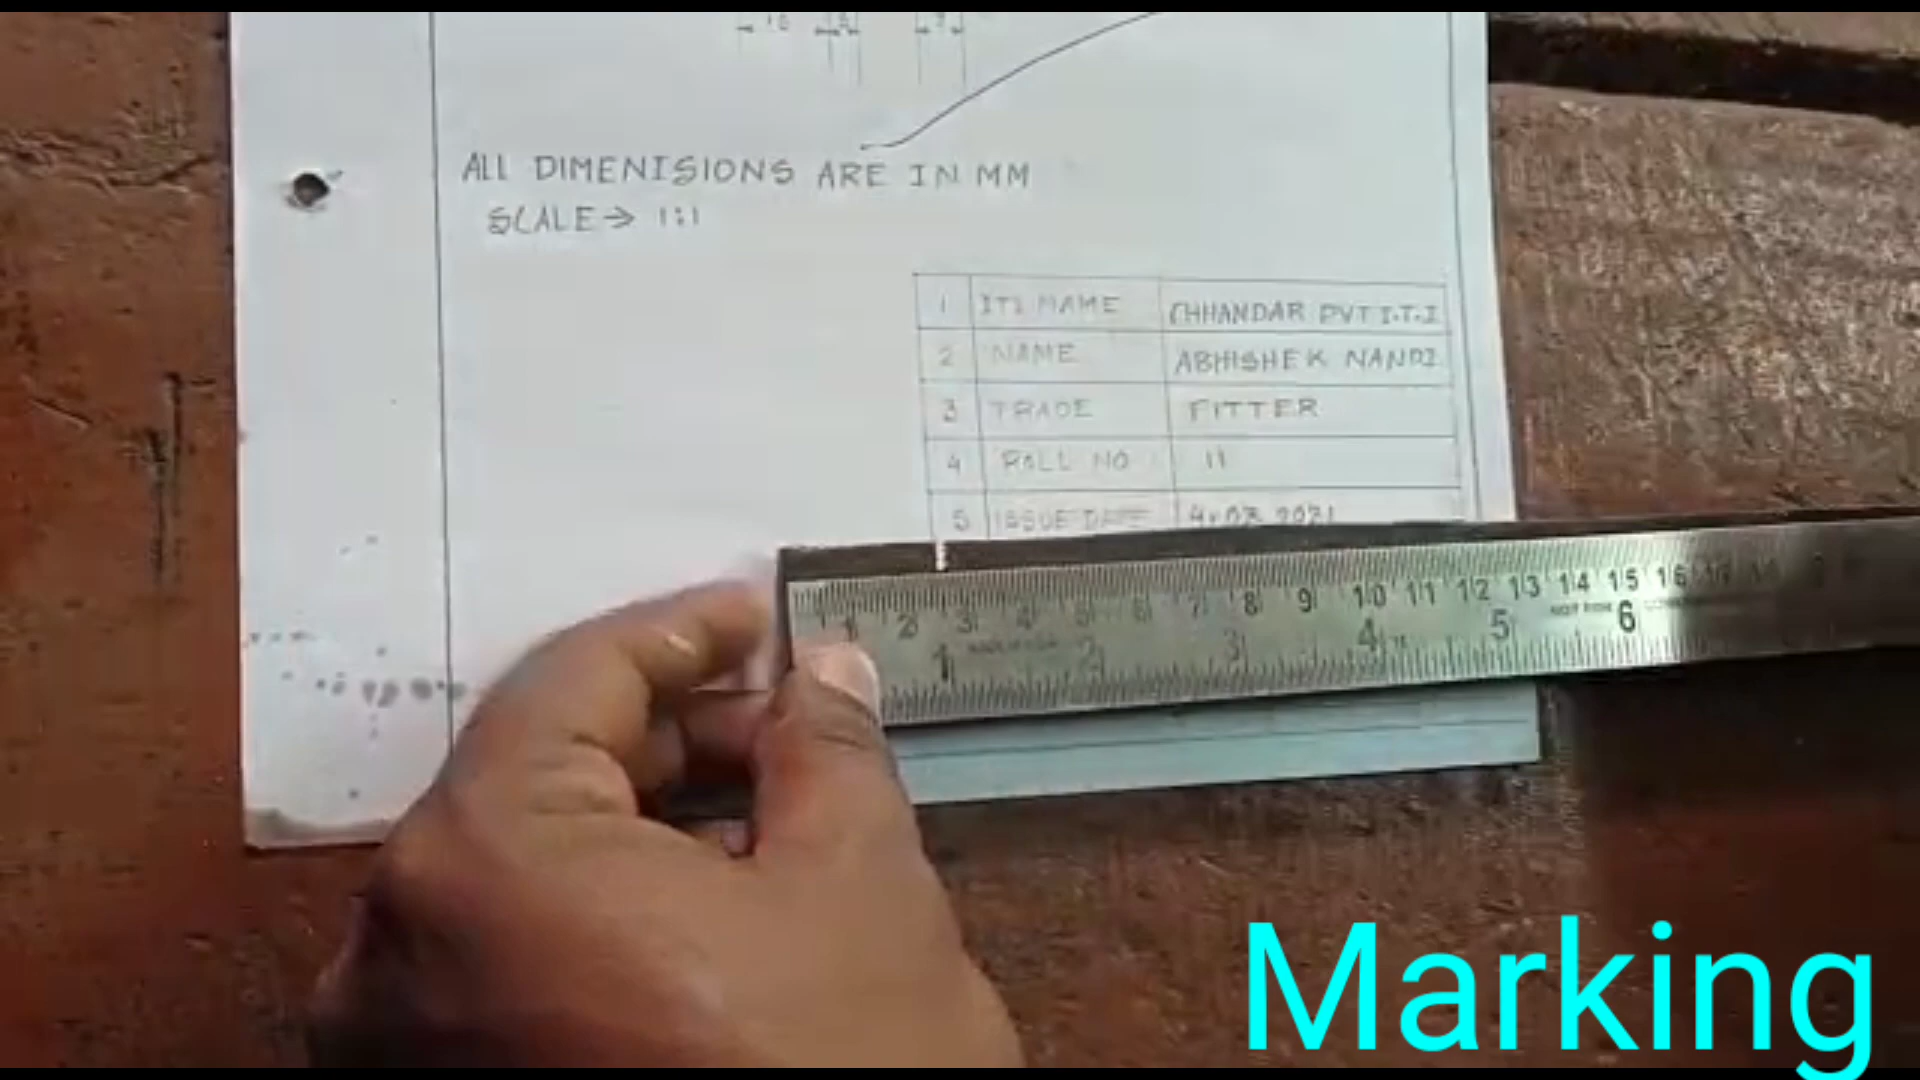 ALL DIMENISIONS ARE IN MM
SCALE → 1:1
1 ITI NAME CHHANDAR PVT I.T.I
2 NAME ABHISHEK NANDI
3 TRADE FITTER
4 ROLL NO 11
5 ISSUE DATE
1 2 3 4 5 6 7 8 9 10 11 12 13 14 15 16 17
1 2 3 4 5 6
Marking